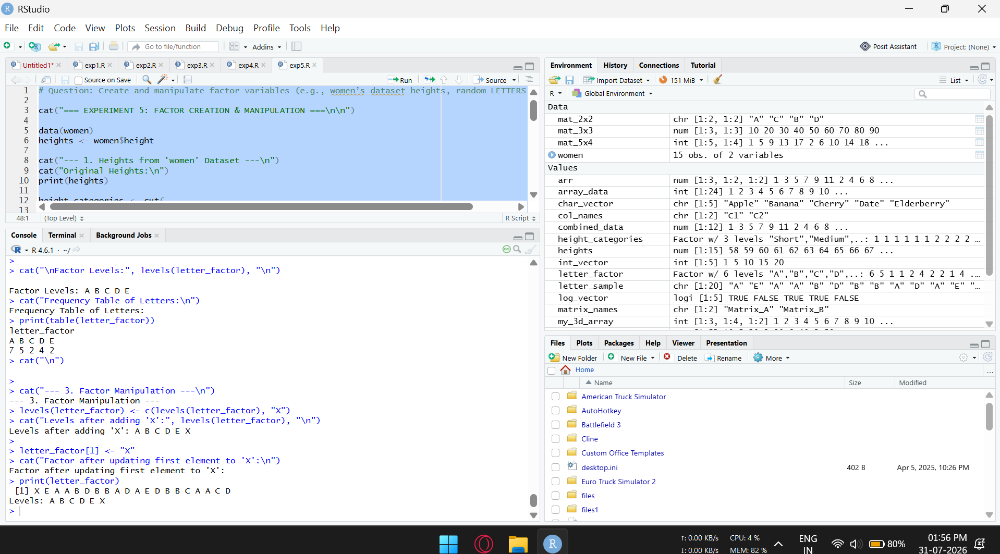 RStudio
File Edit Code View Plots Session Build Debug Profile Tools Help
Go to file/function Addins Posit Assistant Project: (None)
Untitled1* exp1.R exp2.R exp3.R exp4.R exp5.R
Source on Save Run Source
1 # Question: Create and manipulate factor variables (e.g., women's dataset heights, random LETTERS
2
3 cat("=== EXPERIMENT 5: FACTOR CREATION & MANIPULATION ===\n\n")
4
5 data(women)
6 heights <- women$height
7
8 cat("--- 1. Heights from 'women' Dataset ---\n")
9 cat("Original Heights:\n")
10 print(heights)
11
12 height_categories <- cut(
13
48:1 (Top Level) R Script
Console Terminal Background Jobs
R 4.6.1 · ~/
>
> cat("\nFactor Levels:", levels(letter_factor), "\n")
Factor Levels: A B C D E
> cat("Frequency Table of Letters:\n")
Frequency Table of Letters:
> print(table(letter_factor))
letter_factor
A B C D E
7 5 2 4 2
> cat("\n")
>
> cat("--- 3. Factor Manipulation ---\n")
--- 3. Factor Manipulation ---
> levels(letter_factor) <- c(levels(letter_factor), "X")
> cat("Levels after adding 'X':", levels(letter_factor), "\n")
Levels after adding 'X': A B C D E X
>
> letter_factor[1] <- "X"
> cat("Factor after updating first element to 'X':\n")
Factor after updating first element to 'X':
> print(letter_factor)
[1] X E A A B D B B A D A E D B B C A A C D
Levels: A B C D E X
>
Environment History Connections Tutorial
Import Dataset 151 MiB List
R Global Environment
Data
mat_2x2 chr [1:2, 1:2] "A" "C" "B" "D"
mat_3x3 num [1:3, 1:3] 10 20 30 40 50 60 70 80 90
mat_5x4 int [1:5, 1:4] 1 5 9 13 17 2 6 10 14 18 ...
women 15 obs. of 2 variables
Values
arr num [1:3, 1:2, 1:2] 1 3 5 7 9 11 2 4 6 8 ...
array_data int [1:24] 1 2 3 4 5 6 7 8 9 10 ...
char_vector chr [1:5] "Apple" "Banana" "Cherry" "Date" "Elderberry"
col_names chr [1:2] "C1" "C2"
combined_data num [1:12] 1 3 5 7 9 11 2 4 6 8 ...
height_categories Factor w/ 3 levels "Short","Medium",..: 1 1 1 1 1 1 2 2 2 2 ...
heights num [1:15] 58 59 60 61 62 63 64 65 66 67 ...
int_vector int [1:5] 1 5 10 15 20
letter_factor Factor w/ 6 levels "A","B","C","D",..: 6 5 1 1 2 4 2 2 1 4 ...
letter_sample chr [1:20] "A" "E" "A" "A" "B" "D" "B" "B" "A" "D" "A" "E" "...
log_vector logi [1:5] TRUE FALSE TRUE TRUE FALSE
matrix_names chr [1:2] "Matrix_A" "Matrix_B"
my_3d_array int [1:3, 1:4, 1:2] 1 2 3 4 5 6 7 8 9 10 ...
Files Plots Packages Help Viewer Presentation
New Folder New File Delete Rename More
Home ...
Name Size Modified
American Truck Simulator
AutoHotkey
Battlefield 3
Cline
Custom Office Templates
desktop.ini 402 B Apr 5, 2025, 10:26 PM
Euro Truck Simulator 2
files
files1
↑: 0.00 KB/s CPU: 4 % ENG 80% 01:56 PM
↓: 0.00 KB/s MEM: 82 % IN 31-07-2026